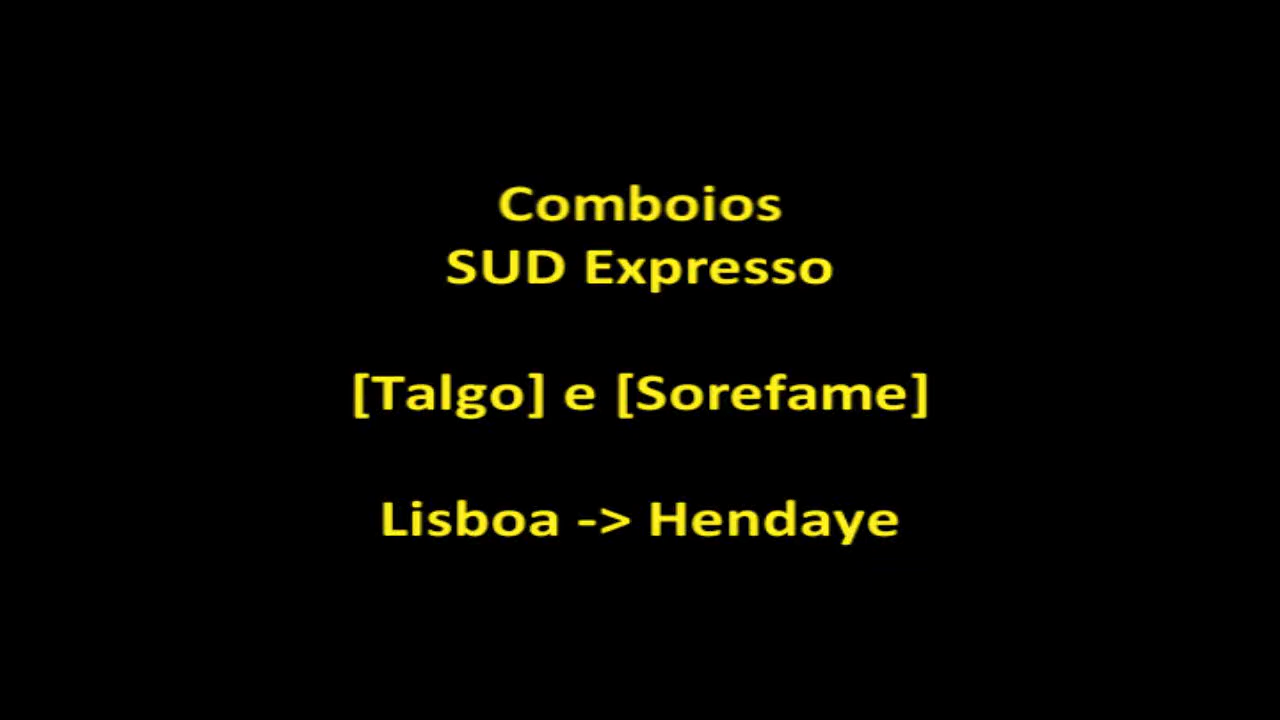 Comboios
SUD Expresso
[Talgo] e [Sorefame]
Lisboa -> Hendaye